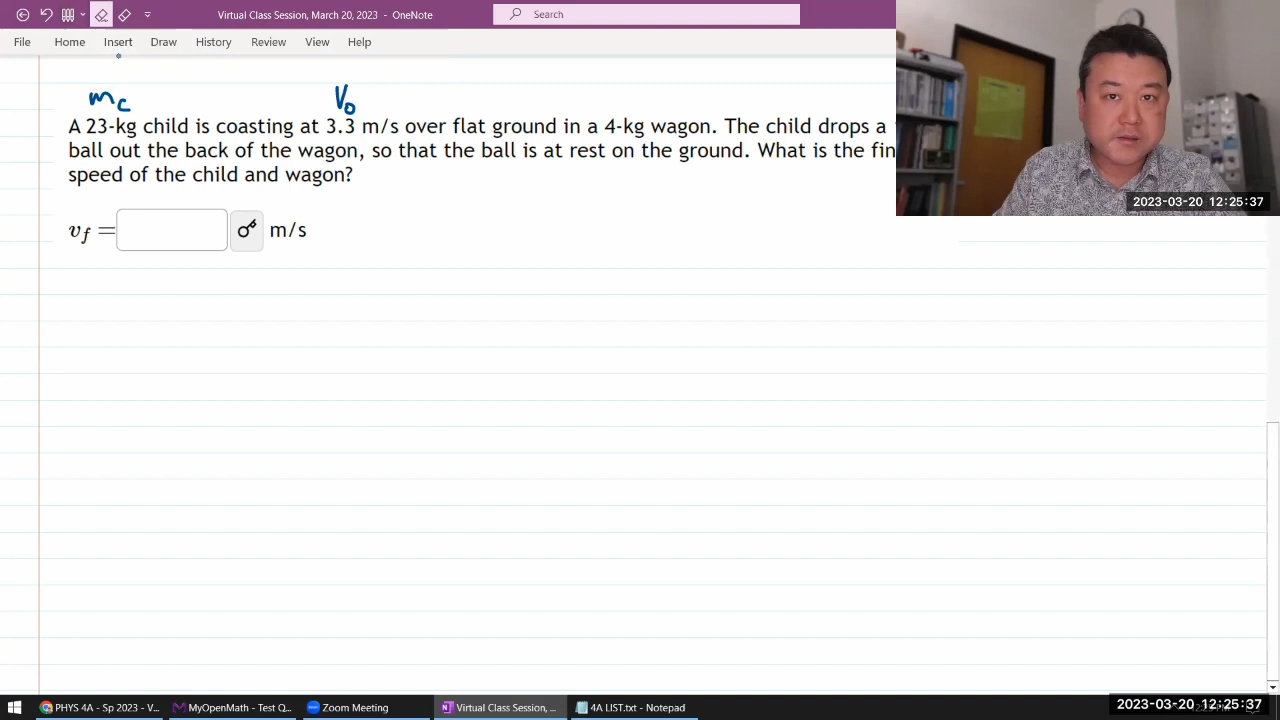 Virtual Class Session, March 20, 2023 - OneNote
Search
File Home Insert Draw History Review View Help
mc
V0
A 23-kg child is coasting at 3.3 m/s over flat ground in a 4-kg wagon. The child drops a
ball out the back of the wagon, so that the ball is at rest on the ground. What is the fin
speed of the child and wagon?
vf = m/s
2023-03-20 12:25:37
PHYS 4A - Sp 2023 - V...
MyOpenMath - Test Q...
Zoom Meeting
Virtual Class Session, ...
4A LIST.txt - Notepad
2023-03-20 12:25:37